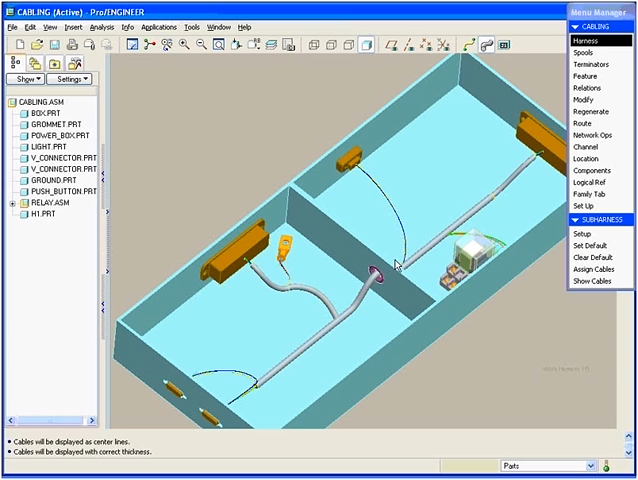 CABLING (Active) - Pro/ENGINEER
File Edit View Insert Analysis Info Applications Tools Window Help
Show Settings
CABLING.ASM
BOX.PRT
GROMMET.PRT
POWER_BOX.PRT
LIGHT.PRT
V_CONNECTOR.PRT
V_CONNECTOR.PRT
GROUND.PRT
PUSH_BUTTON.PRT
RELAY.ASM
H1.PRT
Menu Manager
CABLING
Harness
Spools
Terminators
Feature
Relations
Modify
Regenerate
Route
Network Ops
Channel
Location
Components
Logical Ref
Family Tab
Set Up
SUBHARNESS
Setup
Set Default
Clear Default
Assign Cables
Show Cables
• Cables will be displayed as center lines.
• Cables will be displayed with correct thickness.
Parts